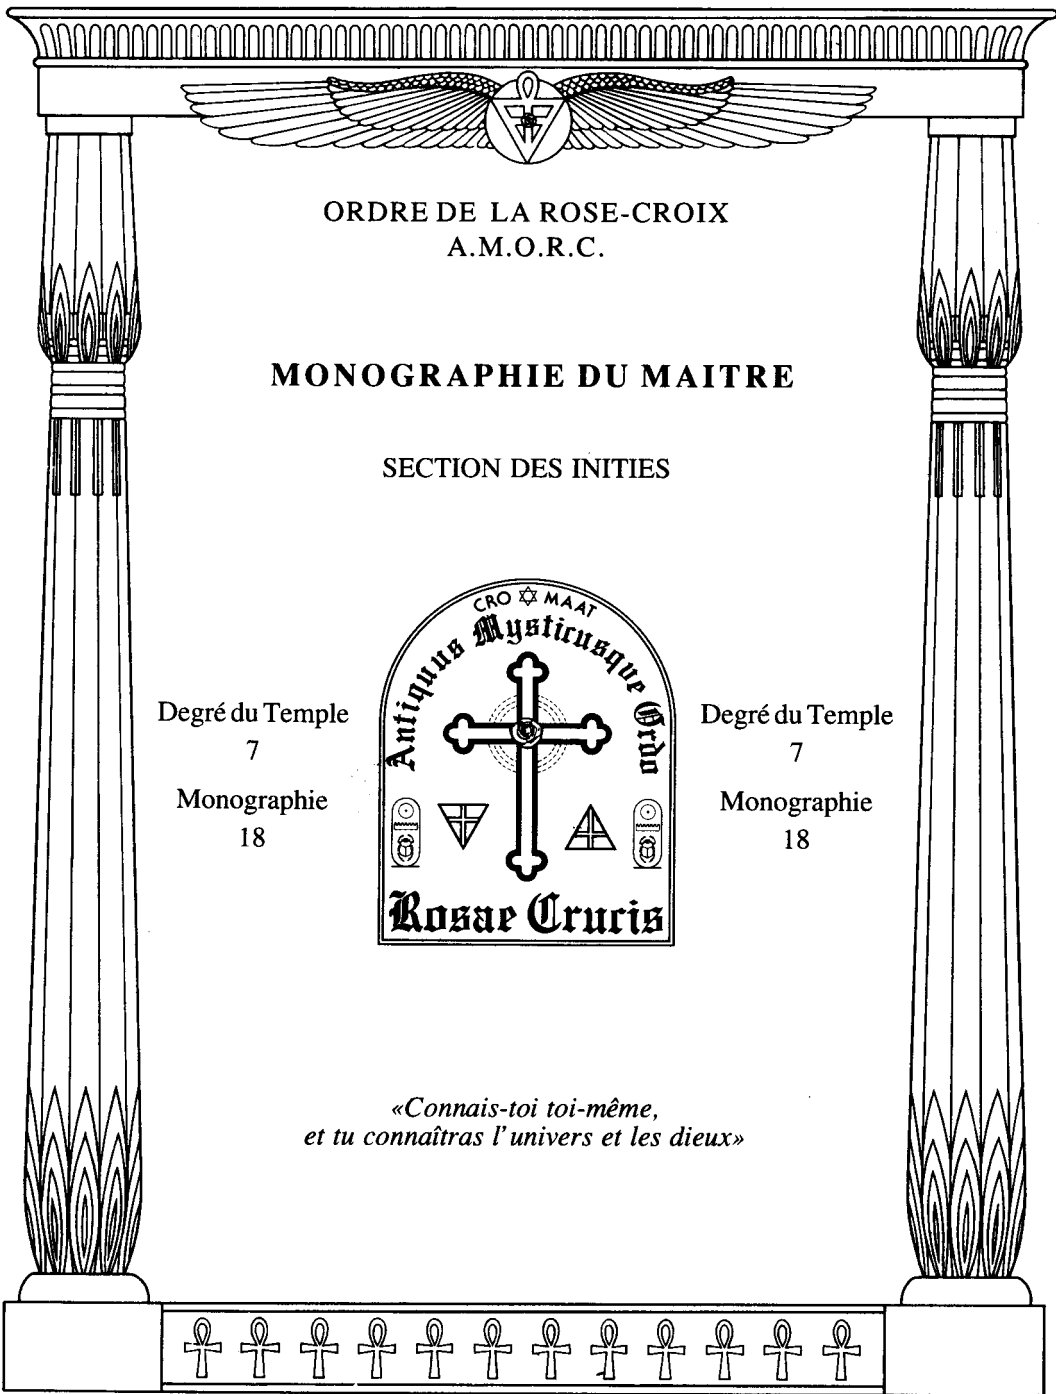 ORDRE DE LA ROSE-CROIX
A.M.O.R.C.
MONOGRAPHIE DU MAITRE
SECTION DES INITIES
CRO MAAT
Antiquus Mysticusque Ordo
Degré du Temple
7
Monographie
18
Degré du Temple
7
Monographie
18
Rosae Crucis
«Connais-toi toi-même,
et tu connaîtras l'univers et les dieux»